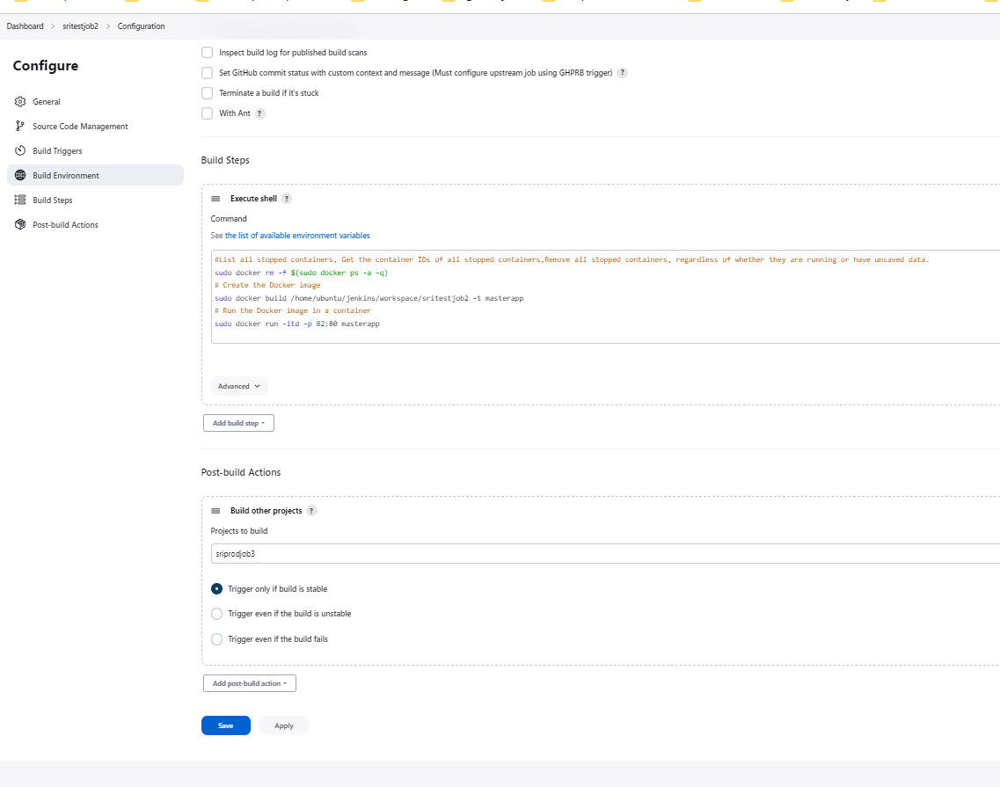 Dashboard > sritestjob2 > Configuration
Configure
General
Source Code Management
Build Triggers
Build Environment
Build Steps
Post-build Actions
Inspect build log for published build scans
Set GitHub commit status with custom context and message (Must configure upstream job using GHPRB trigger) ?
Terminate a build if it's stuck
With Ant ?
Build Steps
Execute shell ?
Command
See the list of available environment variables
#List all stopped containers, Get the container IDs of all stopped containers,Remove all stopped containers, regardless of whether they are running or have unsaved data.
sudo docker rm -f $(sudo docker ps -a -q)
# Create the Docker image
sudo docker build /home/ubuntu/jenkins/workspace/sritestjob2 -t masterapp
# Run the Docker image in a container
sudo docker run -itd -p 82:80 masterapp
Advanced
Add build step
Post-build Actions
Build other projects ?
Projects to build
sriprodjob3
Trigger only if build is stable
Trigger even if the build is unstable
Trigger even if the build fails
Add post-build action
Save
Apply